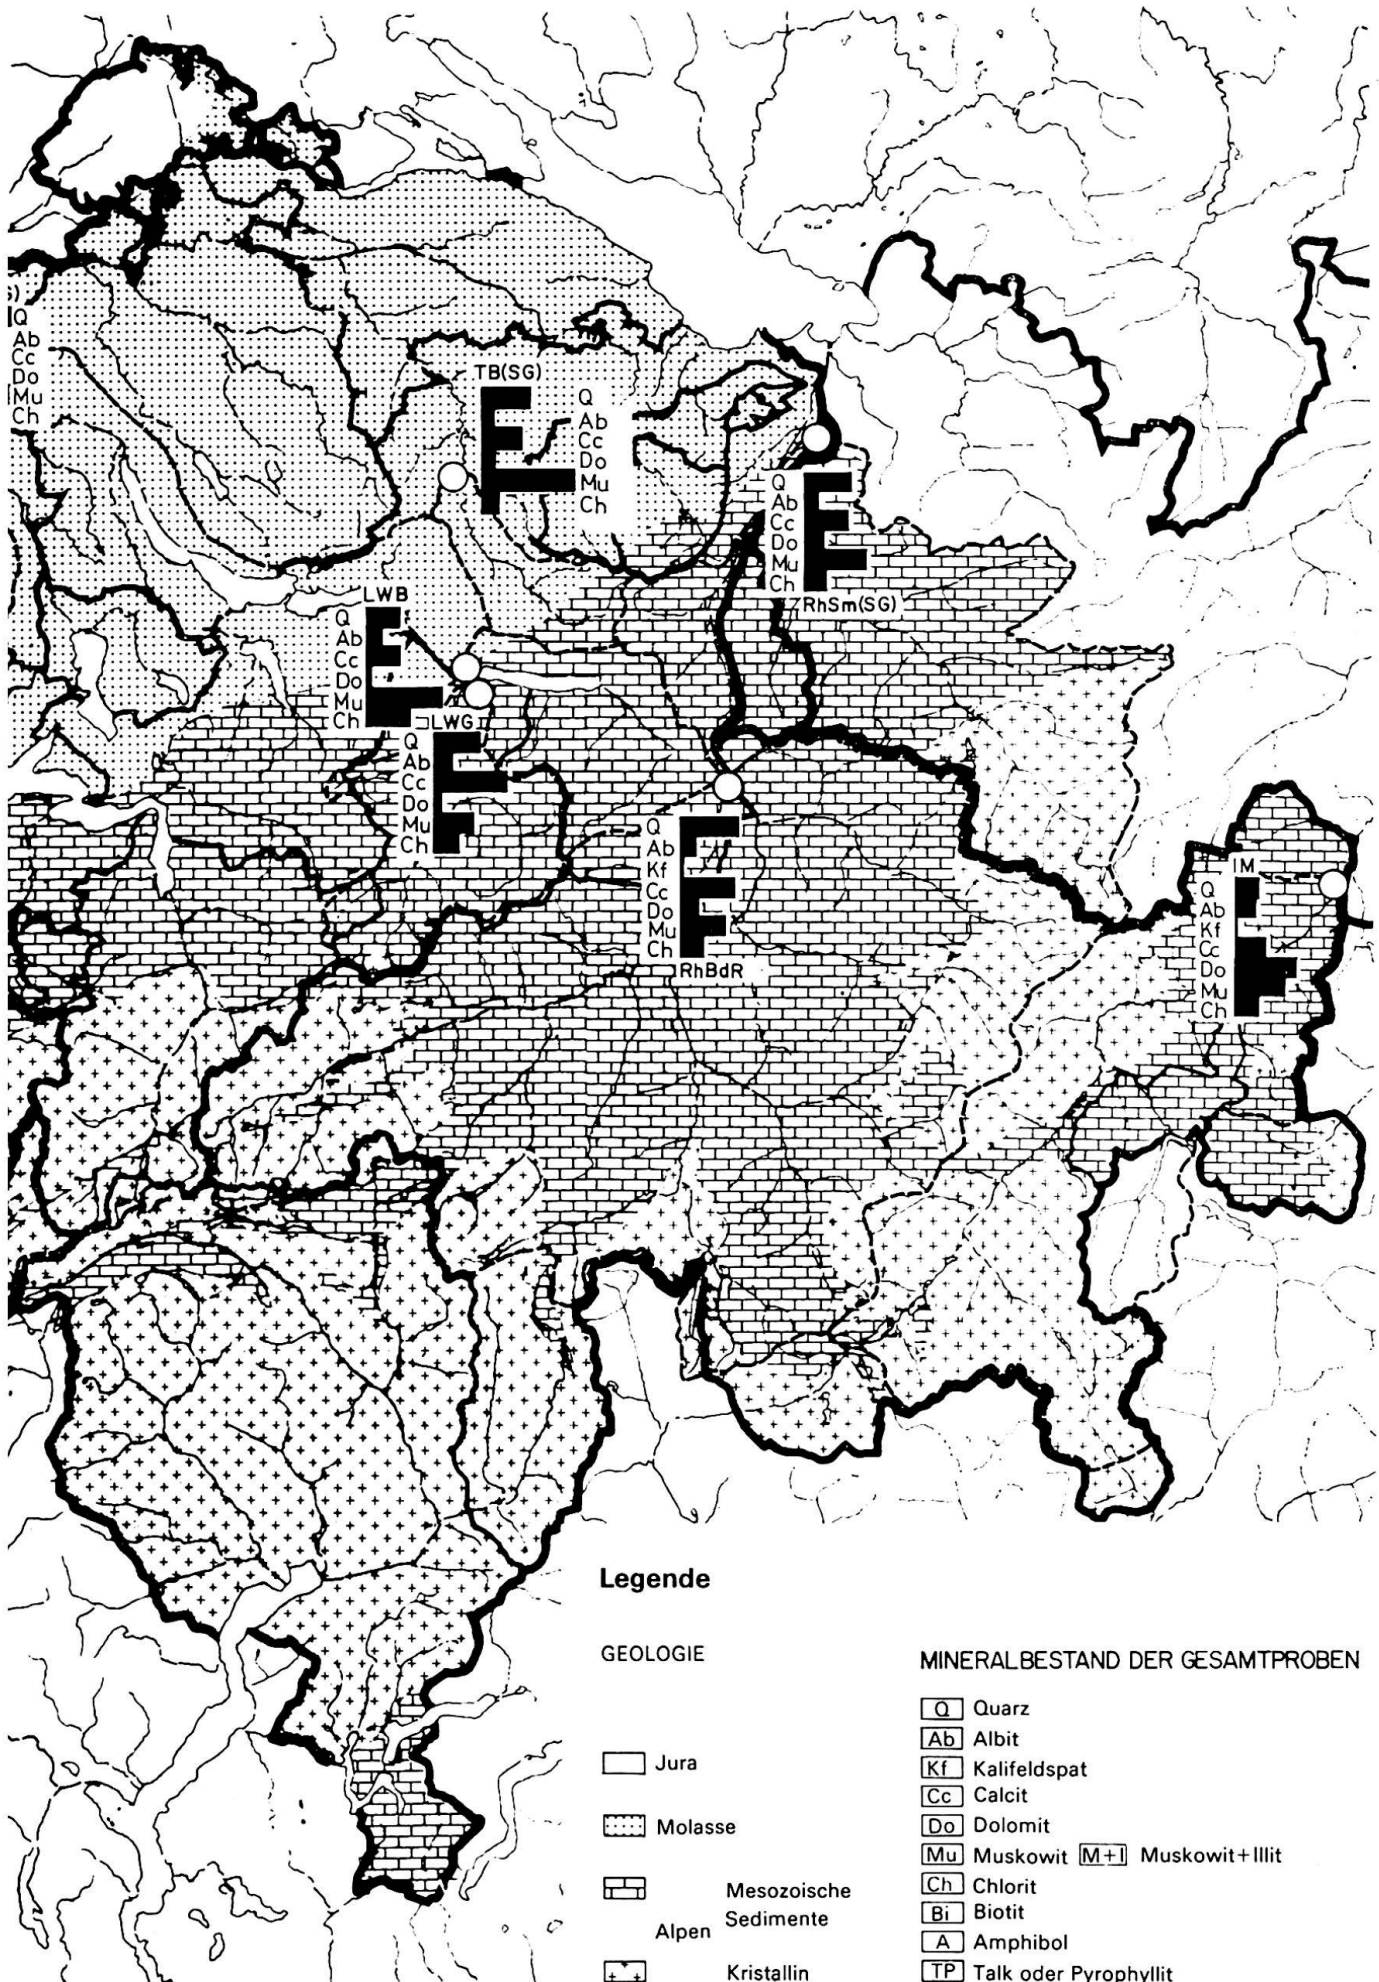 Q
Ab
Cc
Do
Mu
Ch
TB(SG)
Q
Ab
Cc
Do
Mu
Ch
Q
Ab
Cc
Do
Mu
Ch
RhSm(SG)
LWB
Q
Ab
Cc
Do
Mu
Ch
LWG
Q
Ab
Cc
Do
Mu
Ch
Q
Ab
Kf
Cc
Do
Mu
Ch
RhBdR
IM
Q
Ab
Kf
Cc
Do
Mu
Ch
Legende
GEOLOGIE
Jura
Molasse
Mesozoische
Sedimente
Alpen
Kristallin
MINERALBESTAND DER GESAMTPROBEN
Q Quarz
Ab Albit
Kf Kalifeldspat
Cc Calcit
Do Dolomit
Mu Muskowit M+I Muskowit+Illit
Ch Chlorit
Bi Biotit
A Amphibol
TP Talk oder Pyrophyllit